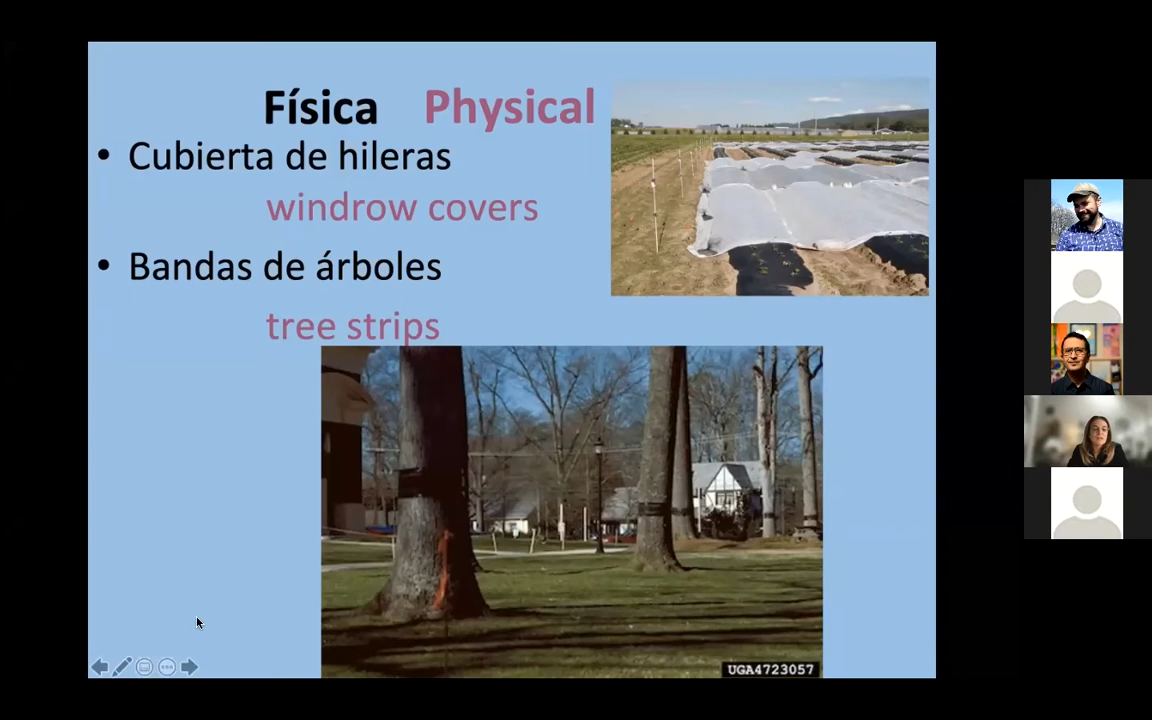 Física Physical
• Cubierta de hileras
windrow covers
• Bandas de árboles
tree strips
UGA4723057